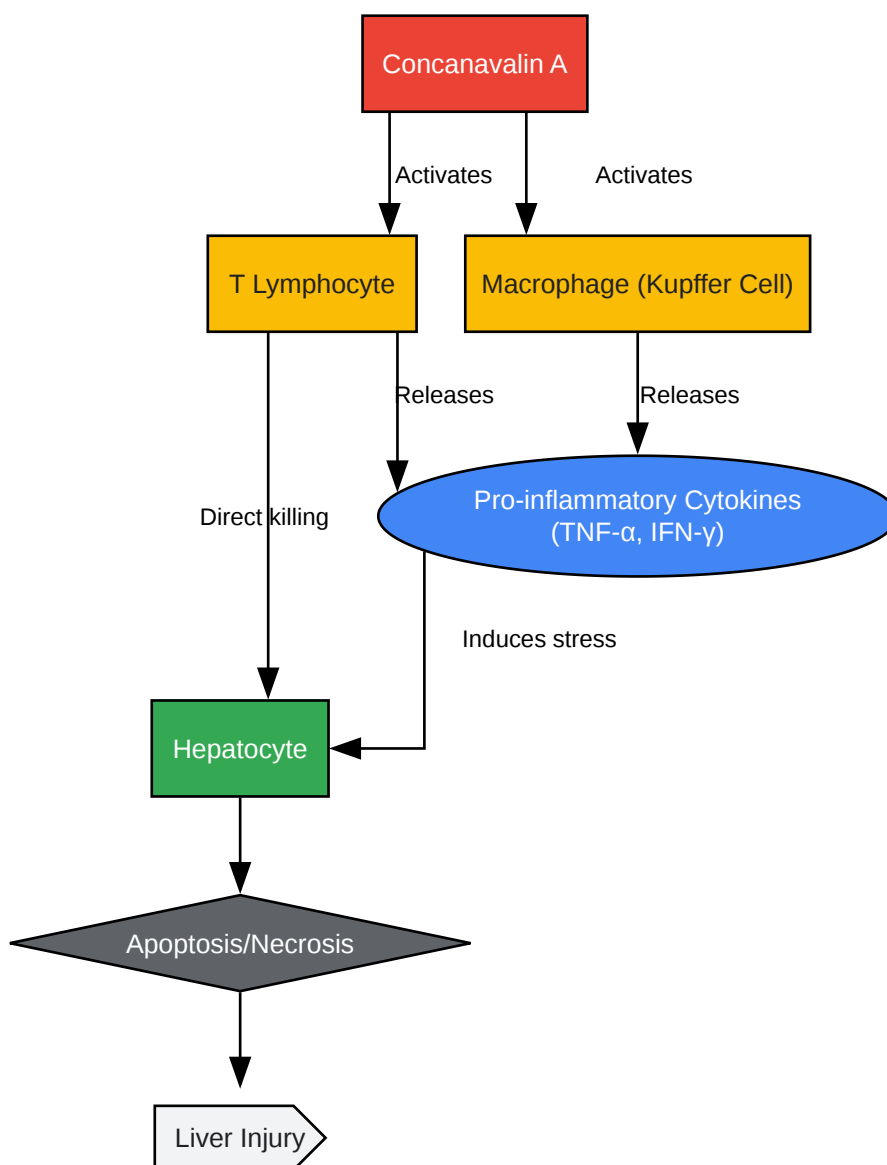 Concanavalin A
Activates
Activates
T Lymphocyte
Macrophage (Kupffer Cell)
Releases
Releases
Pro-inflammatory Cytokines
(TNF-α, IFN-γ)
Direct killing
Induces stress
Hepatocyte
Apoptosis/Necrosis
Liver Injury